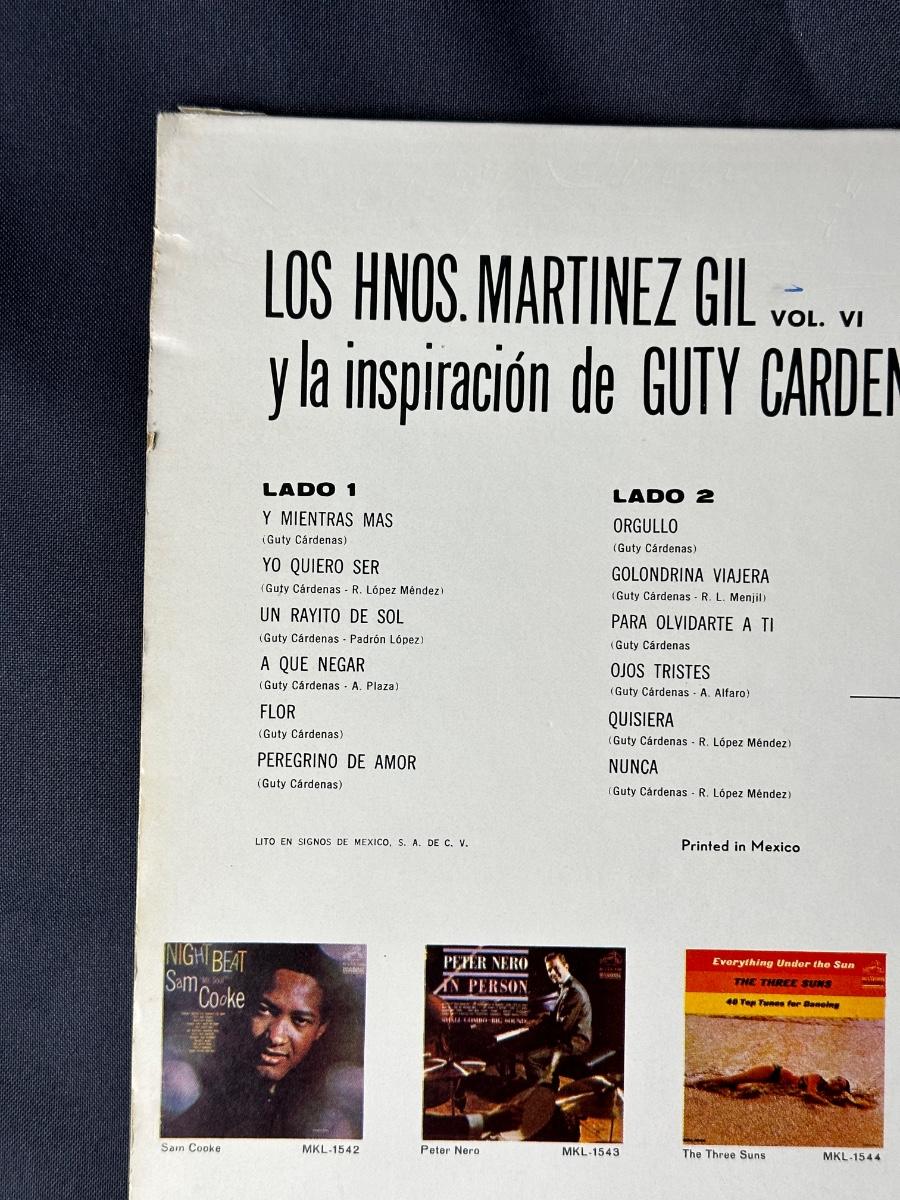 LOS HNOS. MARTINEZ GIL VOL. VI
y la inspiración de GUTY CARDEN
LADO 1
Y MIENTRAS MAS
(Guty Cárdenas)
YO QUIERO SER
(Guty Cárdenas - R. López Méndez)
UN RAYITO DE SOL
(Guty Cárdenas - Padrón López)
A QUE NEGAR
(Guty Cárdenas - A. Plaza)
FLOR
(Guty Cárdenas)
PEREGRINO DE AMOR
(Guty Cárdenas)
LADO 2
ORGULLO
(Guty Cárdenas)
GOLONDRINA VIAJERA
(Guty Cárdenas - R. L. Menjil)
PARA OLVIDARTE A TI
(Guty Cárdenas
OJOS TRISTES
(Guty Cárdenas - A. Alfaro)
QUISIERA
(Guty Cárdenas - R. López Méndez)
NUNCA
(Guty Cárdenas - R. López Méndez)
LITO EN SIGNOS DE MEXICO, S. A. DE C. V.
Printed in Mexico
NIGHT BEAT
Sam
Cooke
Sam Cooke MKL-1542
PETER NERO
IN PERSON
SMALL COMBO-BIG SOUND
Peter Nero MKL-1543
Everything Under the Sun
THE THREE SUNS
40 Top Tunes for Dancing
The Three Suns MKL-1544